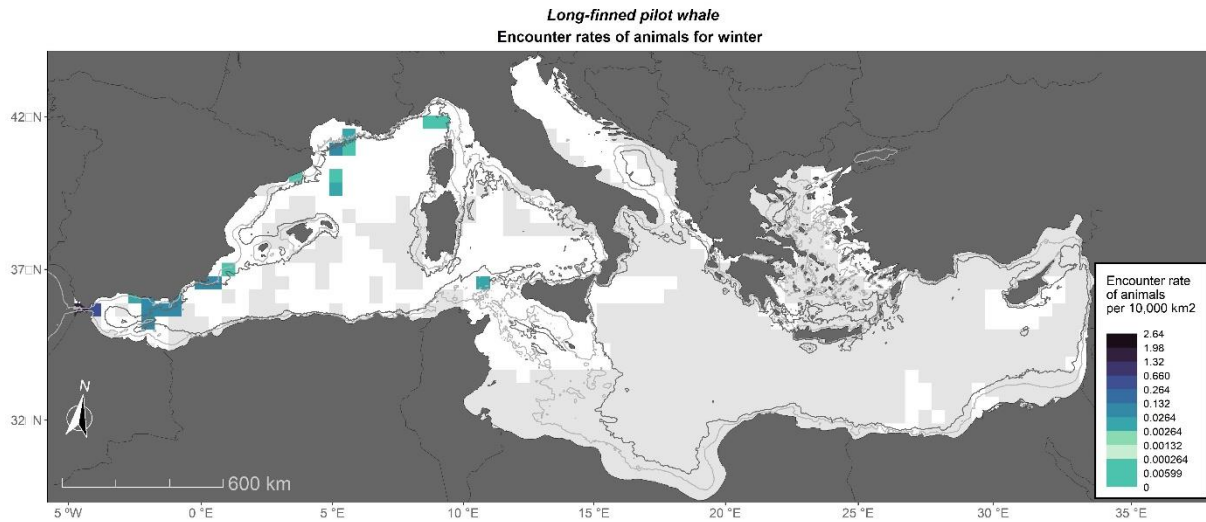 Long-finned pilot whale
Encounter rates of animals for winter
42□N
37□N
32□N
N
600 km
5°W
0 °E
5 °E
10°E
15 °E
20 °E
25°E
30 °E
35 °E
Encounter rate
of animals
per 10,000 km2
2.64
1.98
1.32
0.660
0.264
0.132
0.0264
0.00264
0.00132
0.000264
0.00599
0